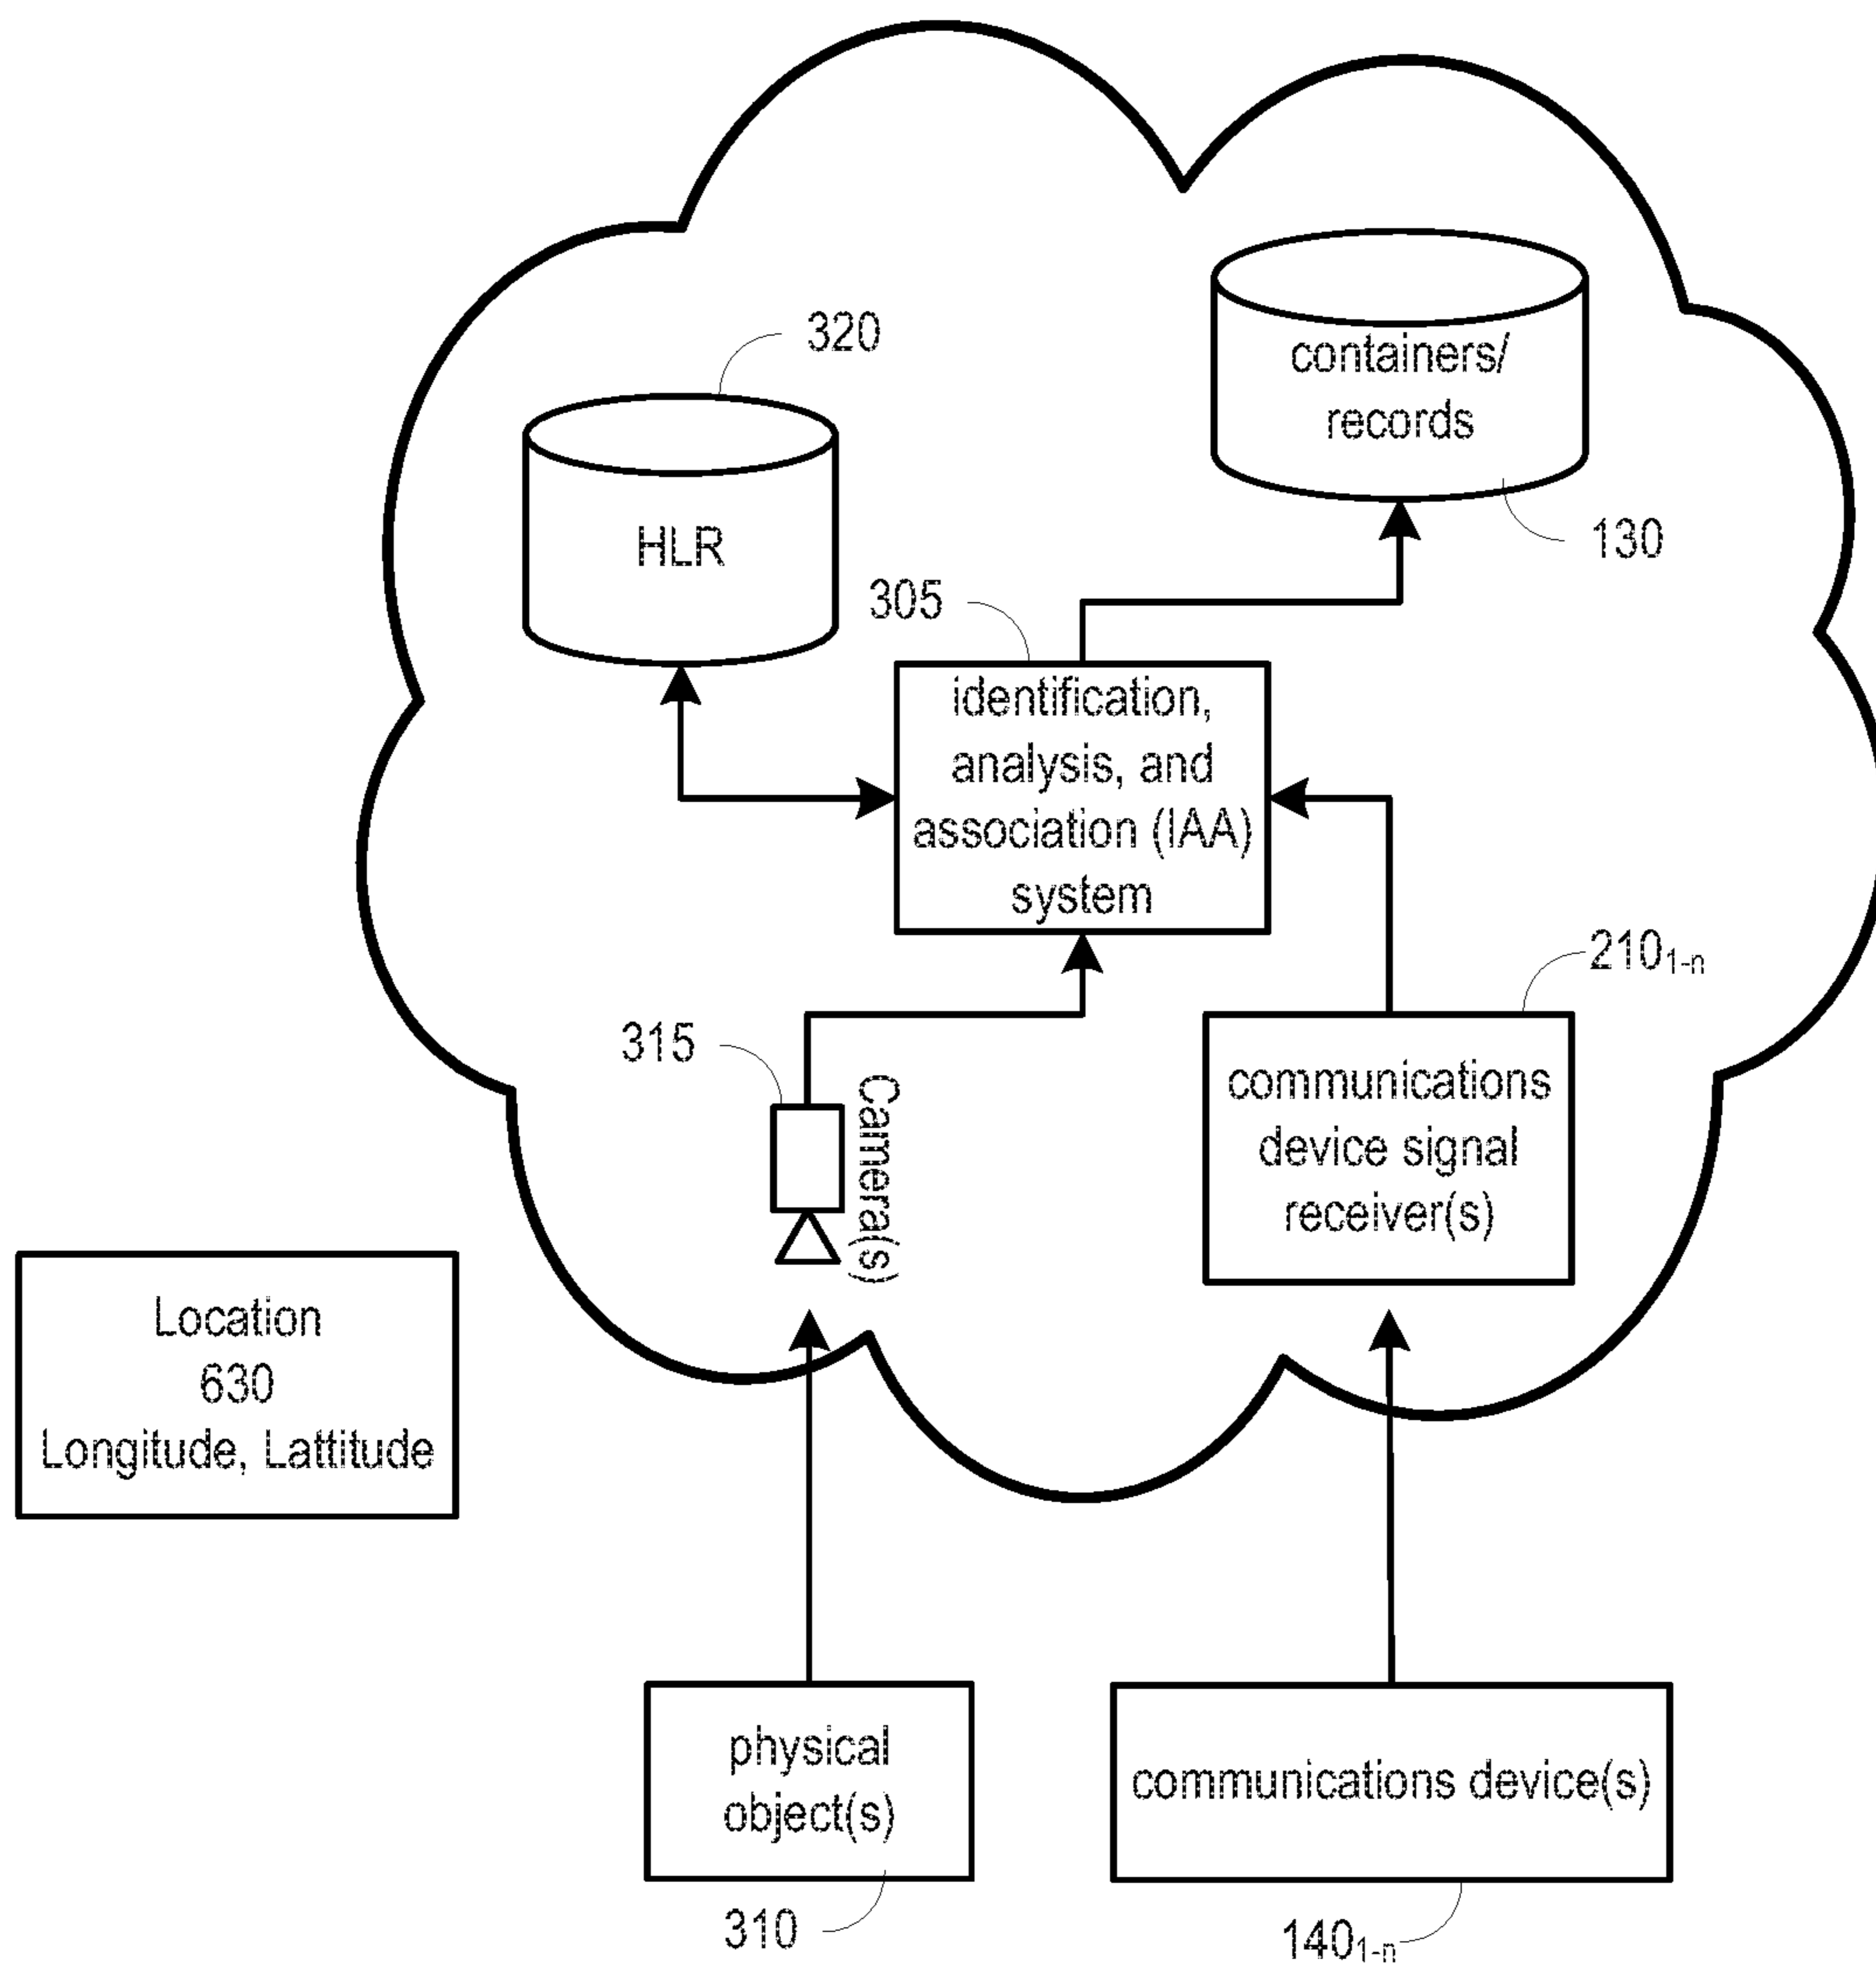 320
containers/
records
HLR
130
305
identification,
analysis, and
association (IAA)
system
2101-n
315
Camera(s)
communications
device signal
receiver(s)
Location
630
Longitude, Lattitude
physical
object(s)
communications device(s)
310
1401-n